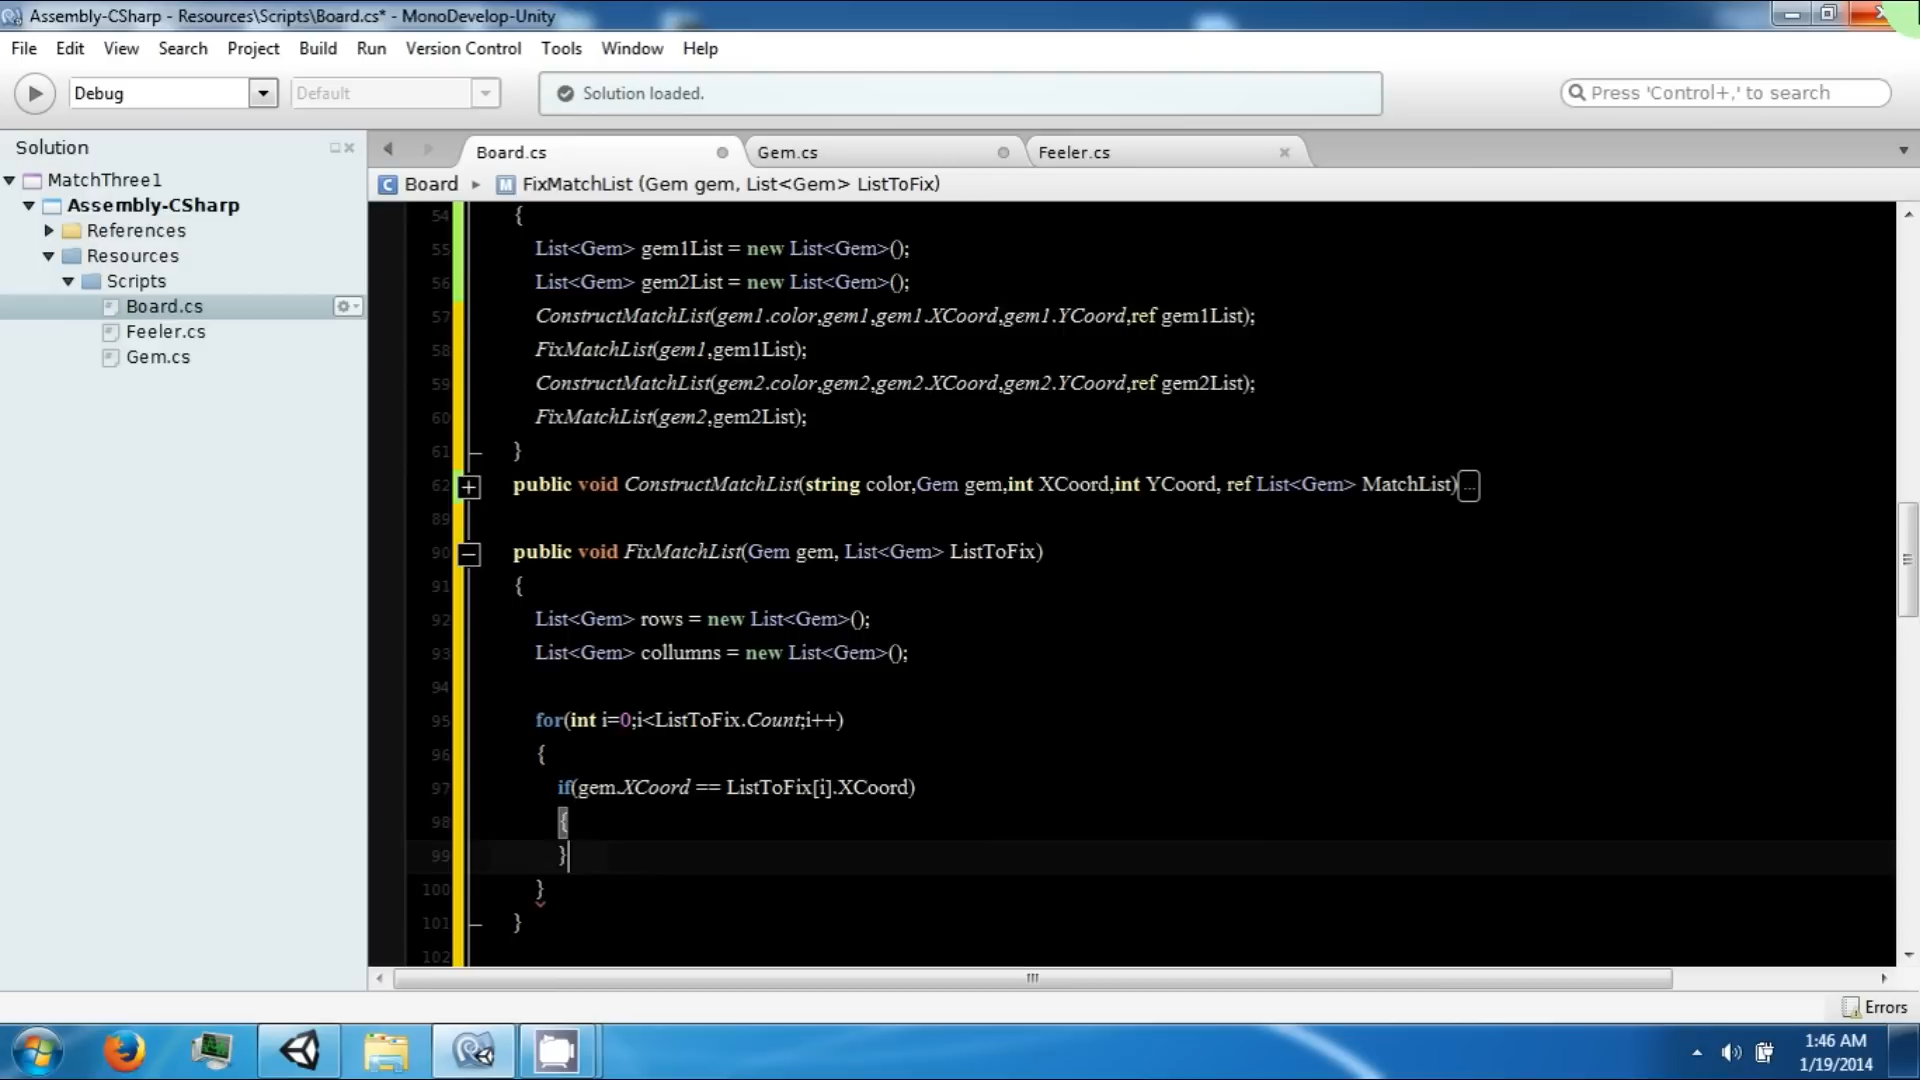 Assembly-CSharp - Resources\Scripts\Board.cs* - MonoDevelop-Unity
File Edit View Search Project Build Run Version Control Tools Window Help
Debug Default Solution loaded. Press 'Control+,' to search
Solution
MatchThree1
Assembly-CSharp
References
Resources
Scripts
Board.cs
Feeler.cs
Gem.cs
Board.cs Gem.cs Feeler.cs
Board FixMatchList (Gem gem, List<Gem> ListToFix)
54 {
55 List<Gem> gem1List = new List<Gem>();
56 List<Gem> gem2List = new List<Gem>();
57 ConstructMatchList(gem1.color,gem1,gem1.XCoord,gem1.YCoord,ref gem1List);
58 FixMatchList(gem1,gem1List);
59 ConstructMatchList(gem2.color,gem2,gem2.XCoord,gem2.YCoord,ref gem2List);
60 FixMatchList(gem2,gem2List);
61 }
62 public void ConstructMatchList(string color,Gem gem,int XCoord,int YCoord, ref List<Gem> MatchList)...
89
90 public void FixMatchList(Gem gem, List<Gem> ListToFix)
91 {
92 List<Gem> rows = new List<Gem>();
93 List<Gem> collumns = new List<Gem>();
94
95 for(int i=0;i<ListToFix.Count;i++)
96 {
97 if(gem.XCoord == ListToFix[i].XCoord)
98 {
99 }
100 }
101 }
102
Errors
1:46 AM
1/19/2014